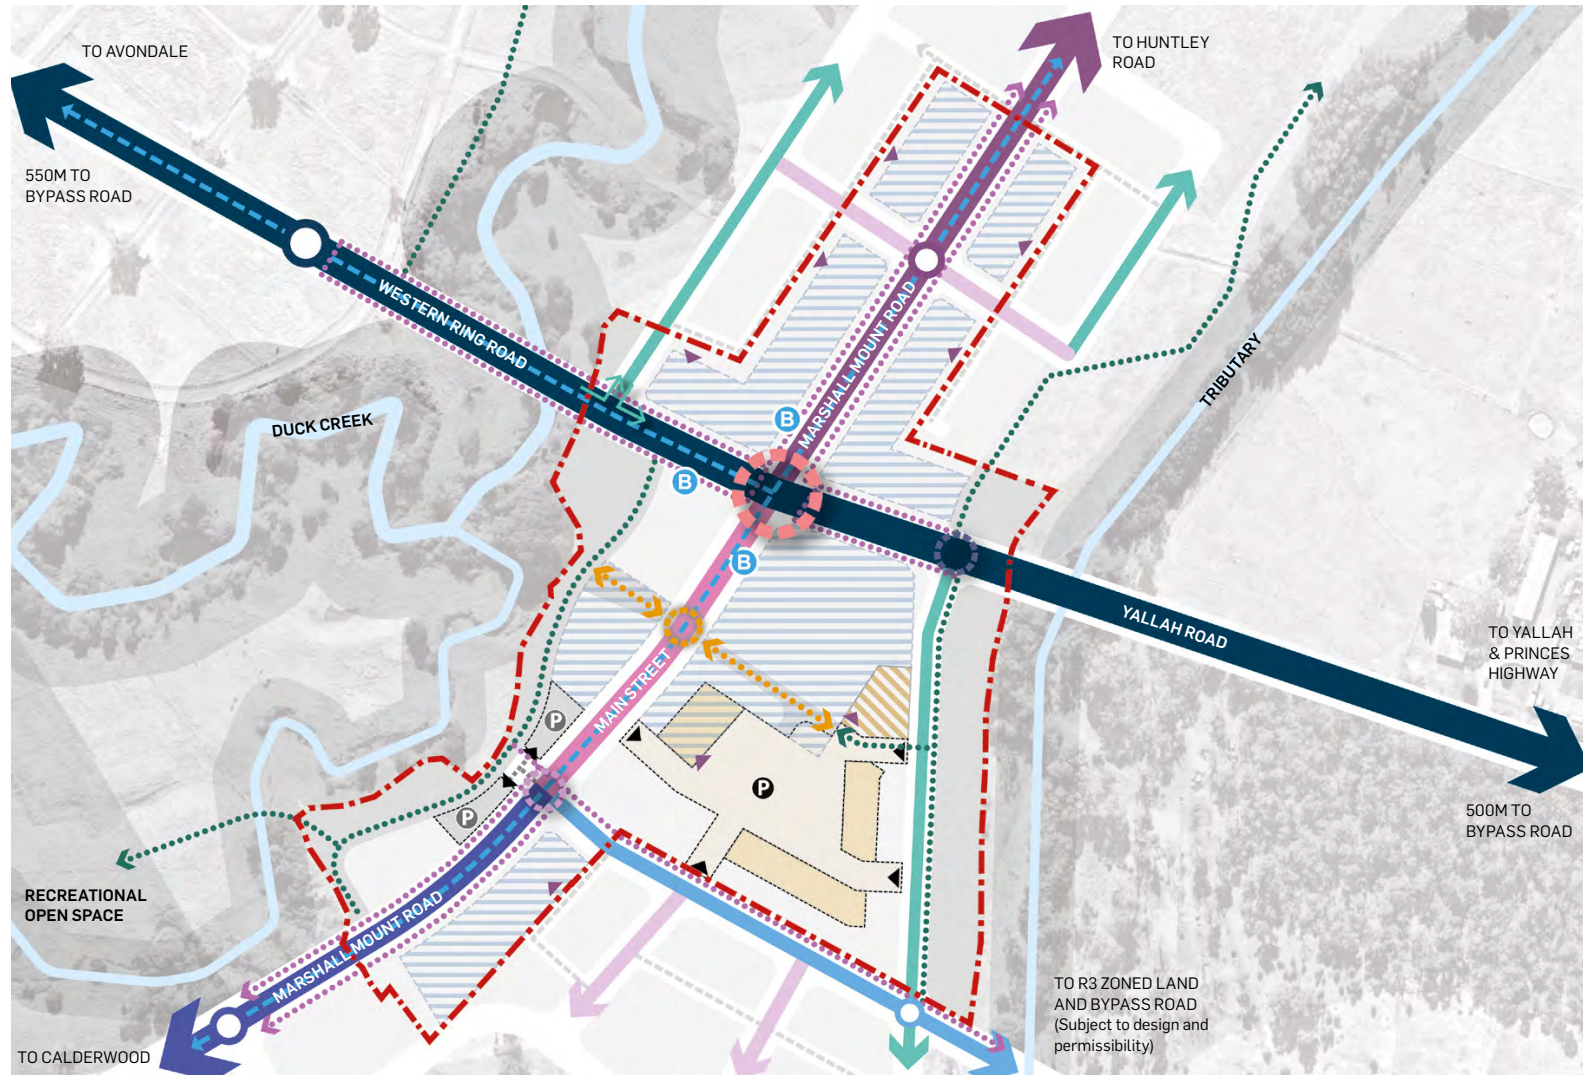 TO AVONDALE
TO HUNTLEY
ROAD
550M TO
BYPASS ROAD
WESTERN RING ROAD
MARSHALL MOUNT ROAD
TRIBUTARY
DUCK CREEK
B
B
B
YALLAH ROAD
TO YALLAH
& PRINCES
HIGHWAY
MAIN STREET
P
P
P
500M TO
BYPASS ROAD
RECREATIONAL
OPEN SPACE
MARSHALL MOUNT ROAD
TO R3 ZONED LAND
AND BYPASS ROAD
(Subject to design and
permissibility)
TO CALDERWOOD